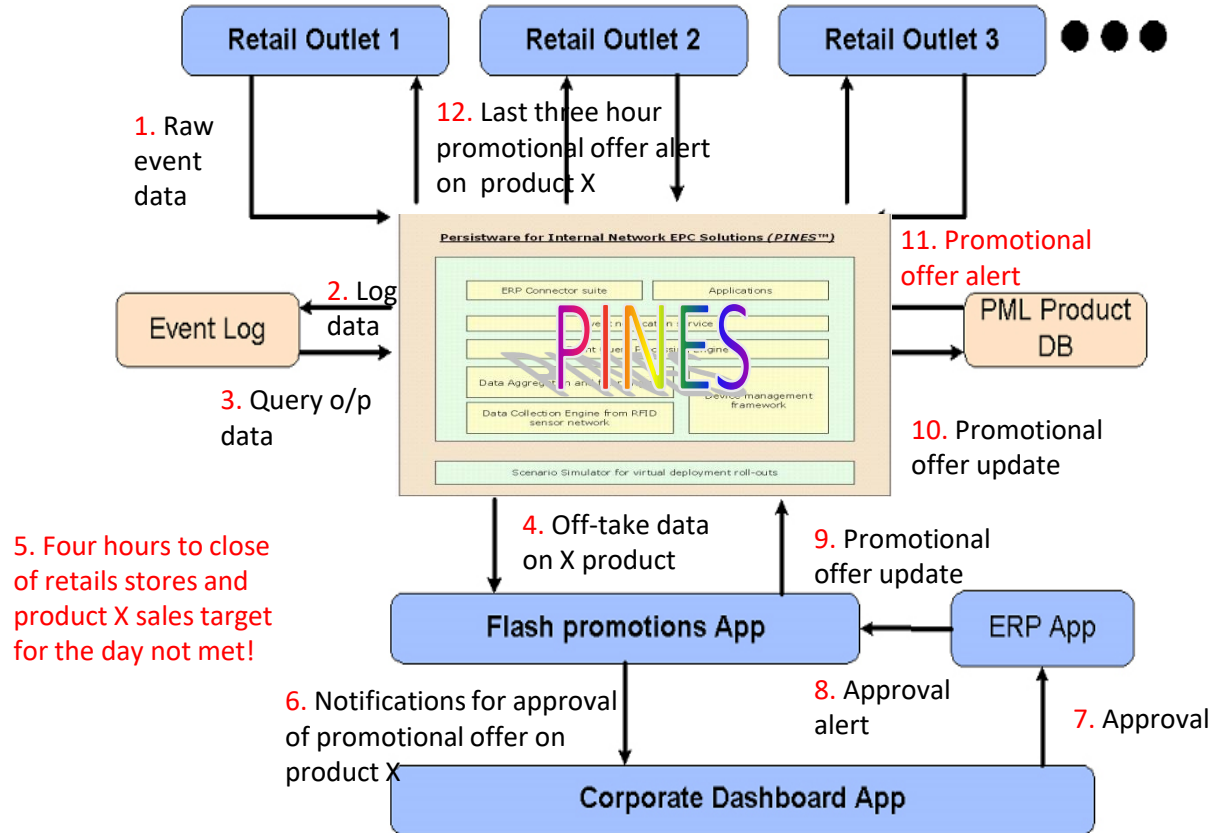 Retail Outlet 1
Retail Outlet 2
Retail Outlet 3
1. Raw
event
data
12. Last three hour
promotional offer alert
on product X
Persistware for Internal Network EPC Solutions (PINES™)
ERP Connector suite
Applications
PINES
Data Aggregation and
Device management
framework
Data Collection Engine from RFID
sensor network
Scenario Simulator for virtual deployment roll-outs
11. Promotional
offer alert
2. Log
data
Event Log
PML Product
DB
3. Query o/p
data
10. Promotional
offer update
4. Off-take data
on X product
9. Promotional
offer update
5. Four hours to close
of retails stores and
product X sales target
for the day not met!
Flash promotions App
ERP App
6. Notifications for approval
of promotional offer on
product X
8. Approval
alert
7. Approval
Corporate Dashboard App